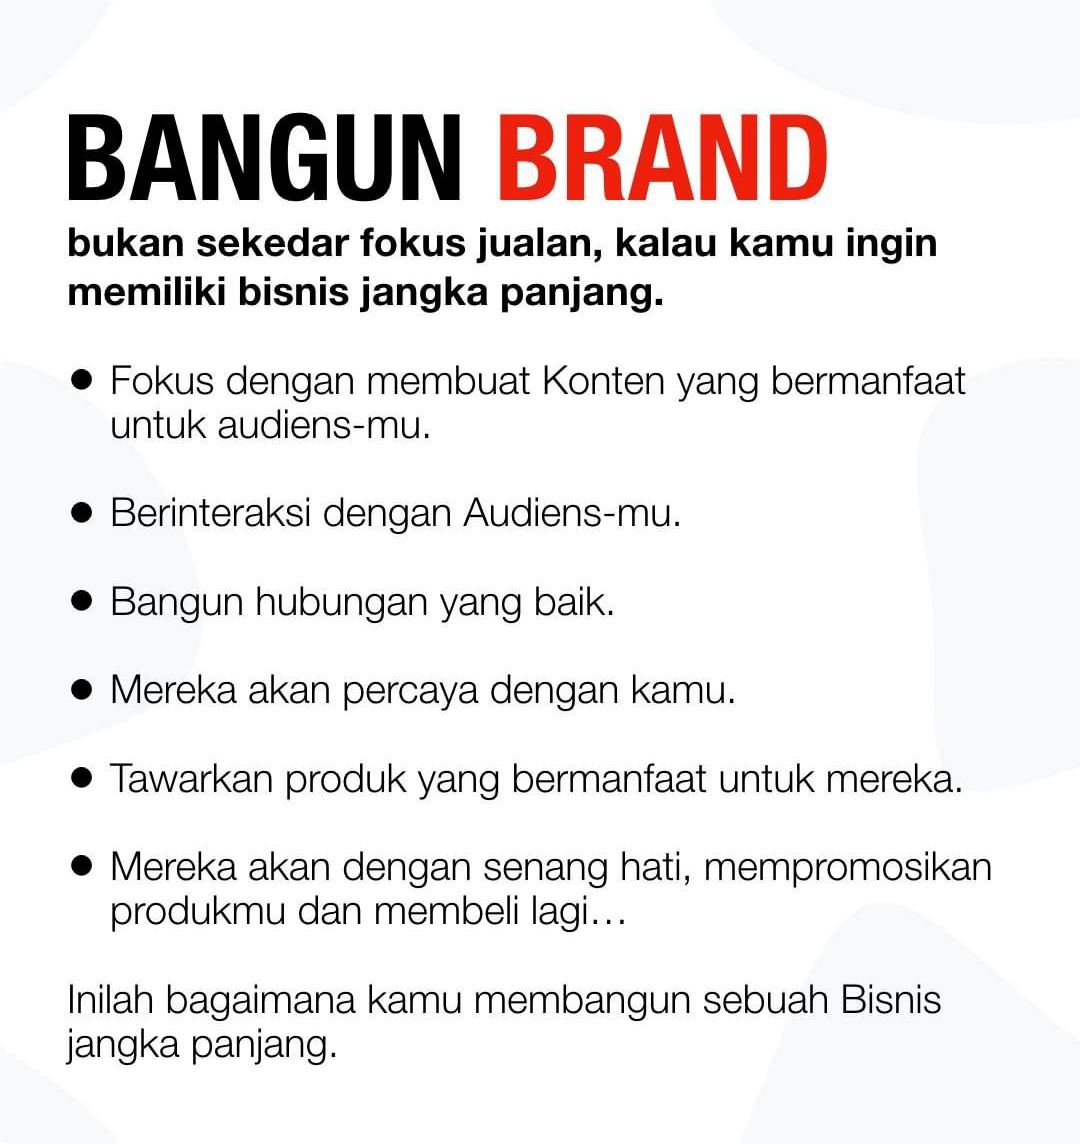 BANGUN BRAND
bukan sekedar fokus jualan, kalau kamu ingin
memiliki bisnis jangka panjang.
● Fokus dengan membuat Konten yang bermanfaat
untuk audiens-mu.
● Berinteraksi dengan Audiens-mu.
● Bangun hubungan yang baik.
● Mereka akan percaya dengan kamu.
● Tawarkan produk yang bermanfaat untuk mereka.
● Mereka akan dengan senang hati, mempromosikan
produkmu dan membeli lagi...
Inilah bagaimana kamu membangun sebuah Bisnis
jangka panjang.